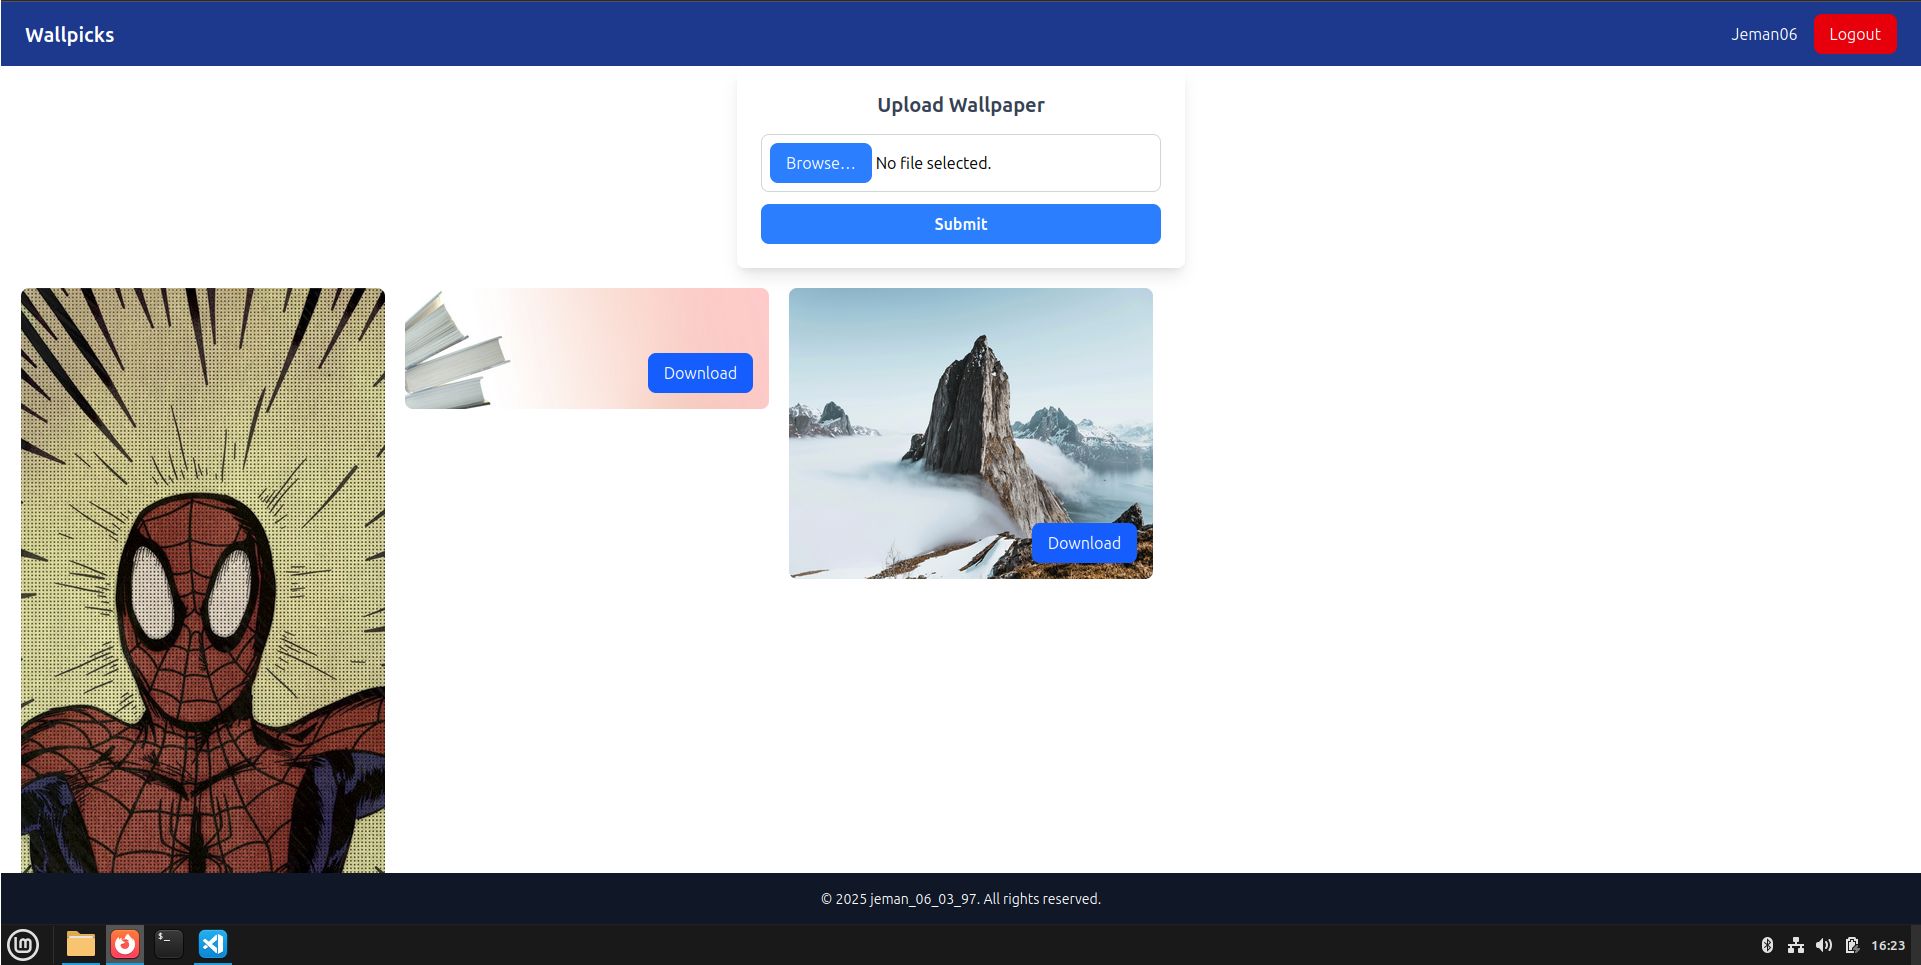 Wallpicks
Jeman06
Logout
Upload Wallpaper
Browse...
No file selected.
Submit
Download
Download
© 2025 jeman_06_03_97. All rights reserved.
$_
16:23